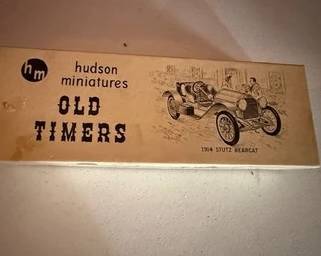 hm
hudson
miniatures
OLD
TIMERS
1914 STUTZ BEARCAT